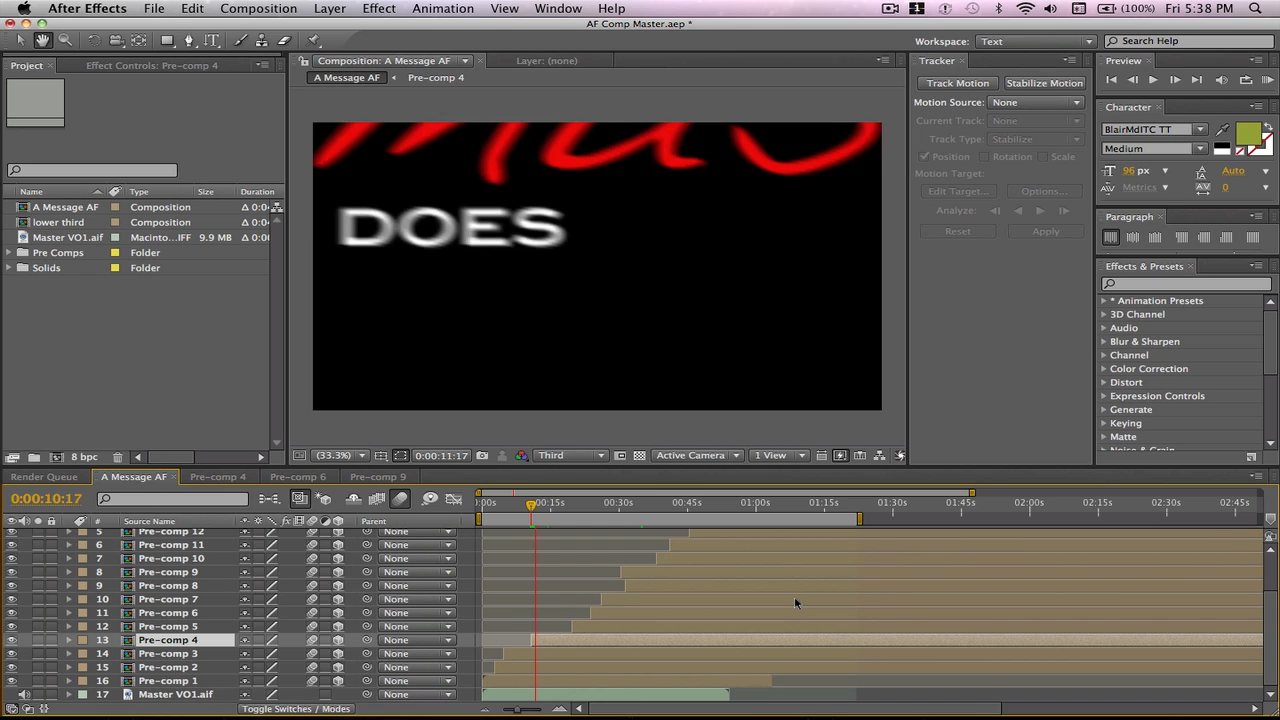 After Effects File Edit Composition Layer Effect Animation View Window Help 1 (100%) Fri 5:38 PM
AF Comp Master.aep *
Workspace: Text Search Help
Project Effect Controls: Pre-comp 4
Composition: A Message AF Layer: (none)
A Message AF Pre-comp 4
DOES
Name Type Size Duration
A Message AF Composition Δ 0:0
lower third Composition Δ 0:0
Master VO1.aif Macinto...IFF 9.9 MB Δ 0:0
Pre Comps Folder
Solids Folder
8 bpc
(33.3%) 0:00:11:17 Third Active Camera 1 View
Tracker
Track Motion Stabilize Motion
Motion Source: None
Current Track: None
Track Type: Stabilize
Position Rotation Scale
Motion Target:
Edit Target... Options...
Analyze:
Reset Apply
Preview
Character
BlairMdITC TT
Medium
96 px Auto
Metrics 0
Paragraph
Effects & Presets
* Animation Presets
3D Channel
Audio
Blur & Sharpen
Channel
Color Correction
Distort
Expression Controls
Generate
Keying
Matte
Noise & Grain
Render Queue A Message AF Pre-comp 4 Pre-comp 6 Pre-comp 9
0:00:10:17
# Source Name Parent
:00s 00:15s 00:30s 00:45s 01:00s 01:15s 01:30s 01:45s 02:00s 02:15s 02:30s 02:45
5 Pre-comp 12 None
6 Pre-comp 11 None
7 Pre-comp 10 None
8 Pre-comp 9 None
9 Pre-comp 8 None
10 Pre-comp 7 None
11 Pre-comp 6 None
12 Pre-comp 5 None
13 Pre-comp 4 None
14 Pre-comp 3 None
15 Pre-comp 2 None
16 Pre-comp 1 None
17 Master VO1.aif None
Toggle Switches / Modes